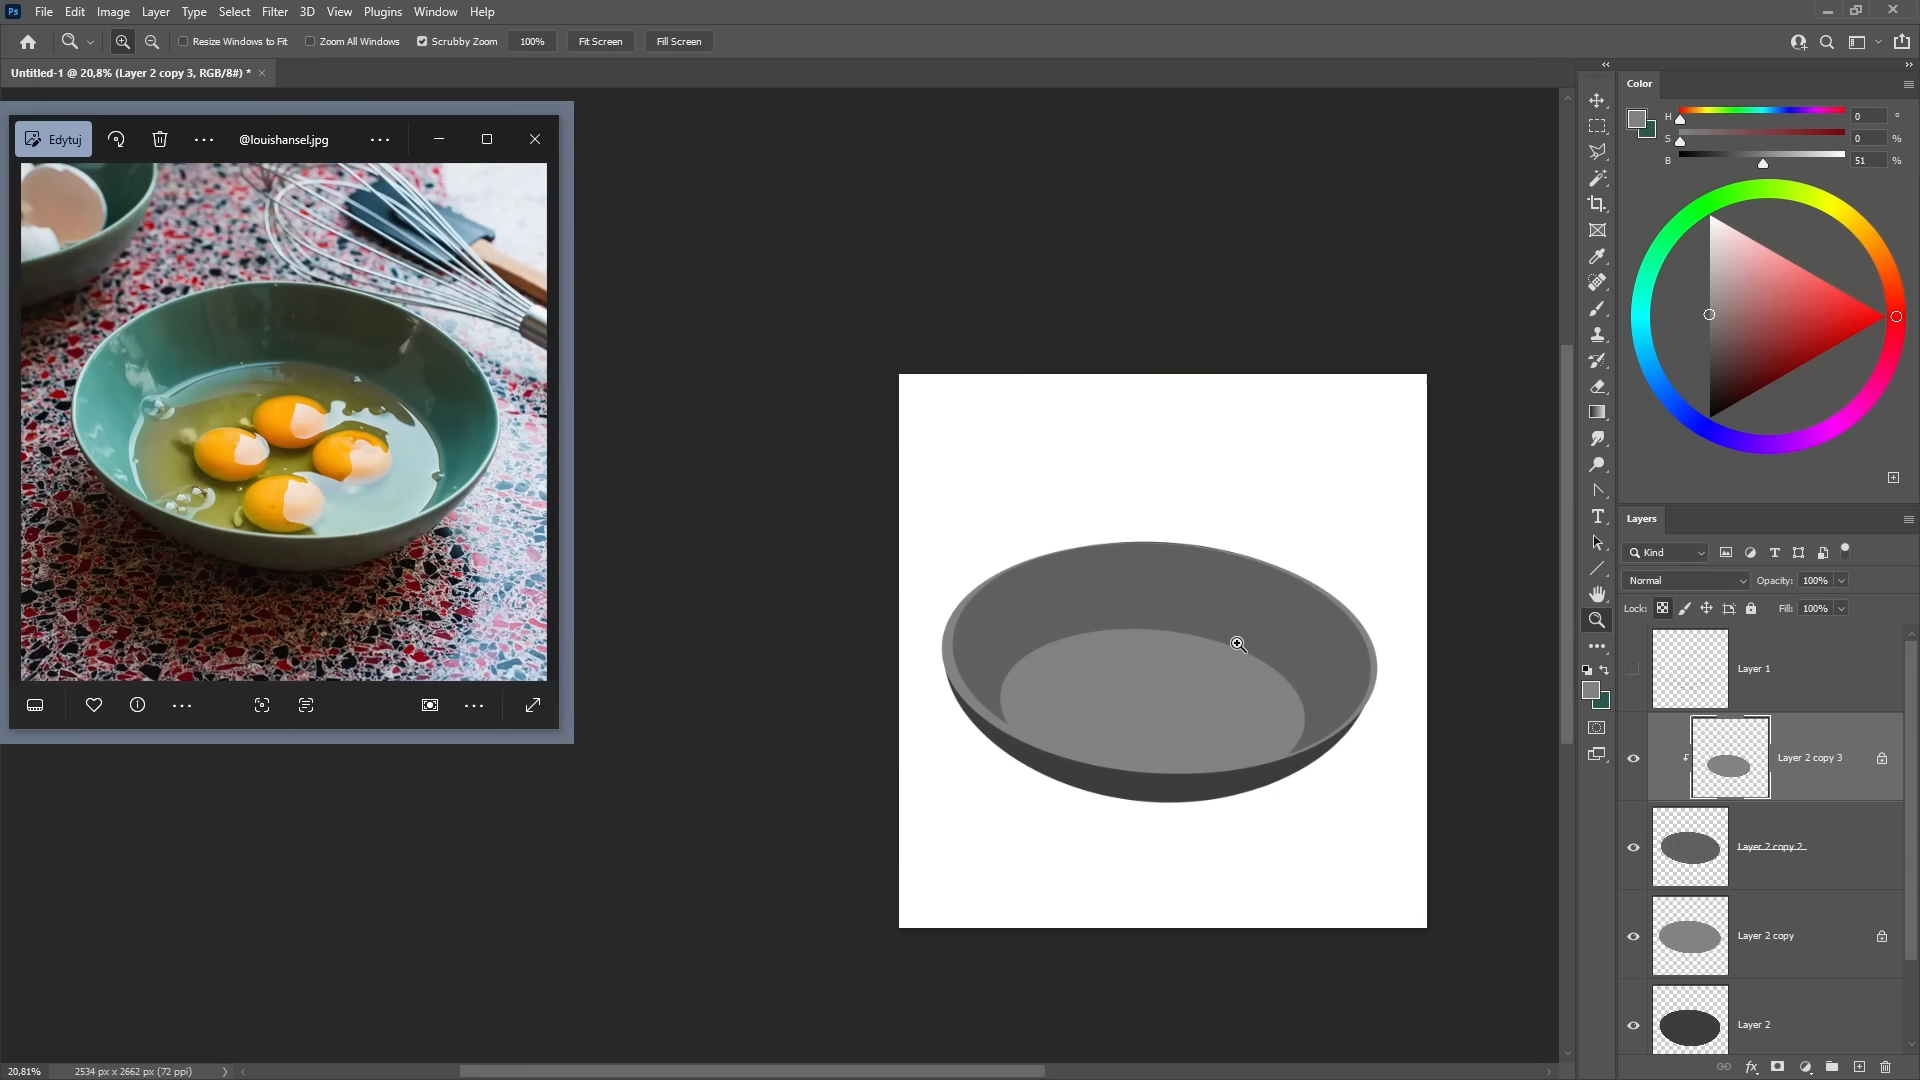 Ps File Edit Image Layer Type Select Filter 3D View Plugins Window Help
Resize Windows to Fit Zoom All Windows Scrubby Zoom 100% Fit Screen Fill Screen
Untitled-1 @ 20,8% (Layer 2 copy 3, RGB/8#) *
Color
H 0 °
S 0 %
B 51 %
Edytuj @louishansel.jpg
Layers
Kind
Normal Opacity: 100%
Lock: Fill: 100%
Layer 1
Layer 2 copy 3
Layer 2 copy 2
Layer 2 copy
Layer 2
fx
20,81% 2534 px x 2662 px (72 ppi)